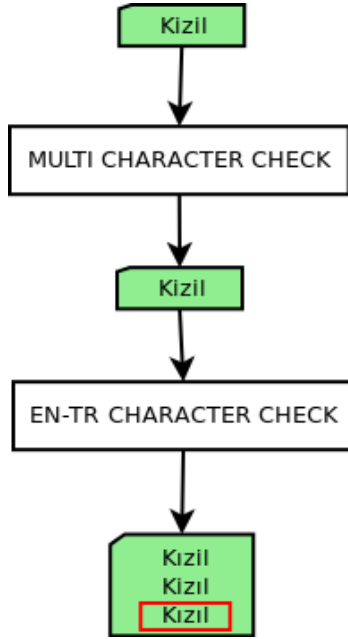 Kizil
MULTI CHARACTER CHECK
Kizil
EN-TR CHARACTER CHECK
Kızil
Kizıl
Kızıl